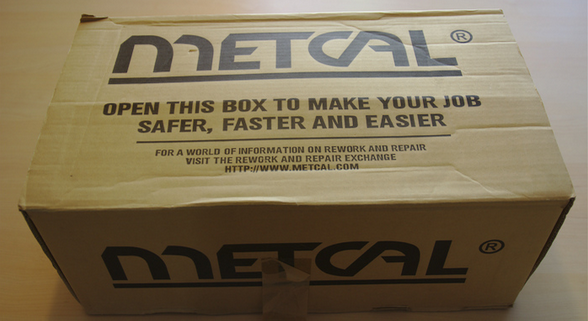 METCAL®
OPEN THIS BOX TO MAKE YOUR JOB
SAFER, FASTER AND EASIER
FOR A WORLD OF INFORMATION ON REWORK AND REPAIR
VISIT THE REWORK AND REPAIR EXCHANGE
HTTP://WWW.METCAL.COM
METCAL®